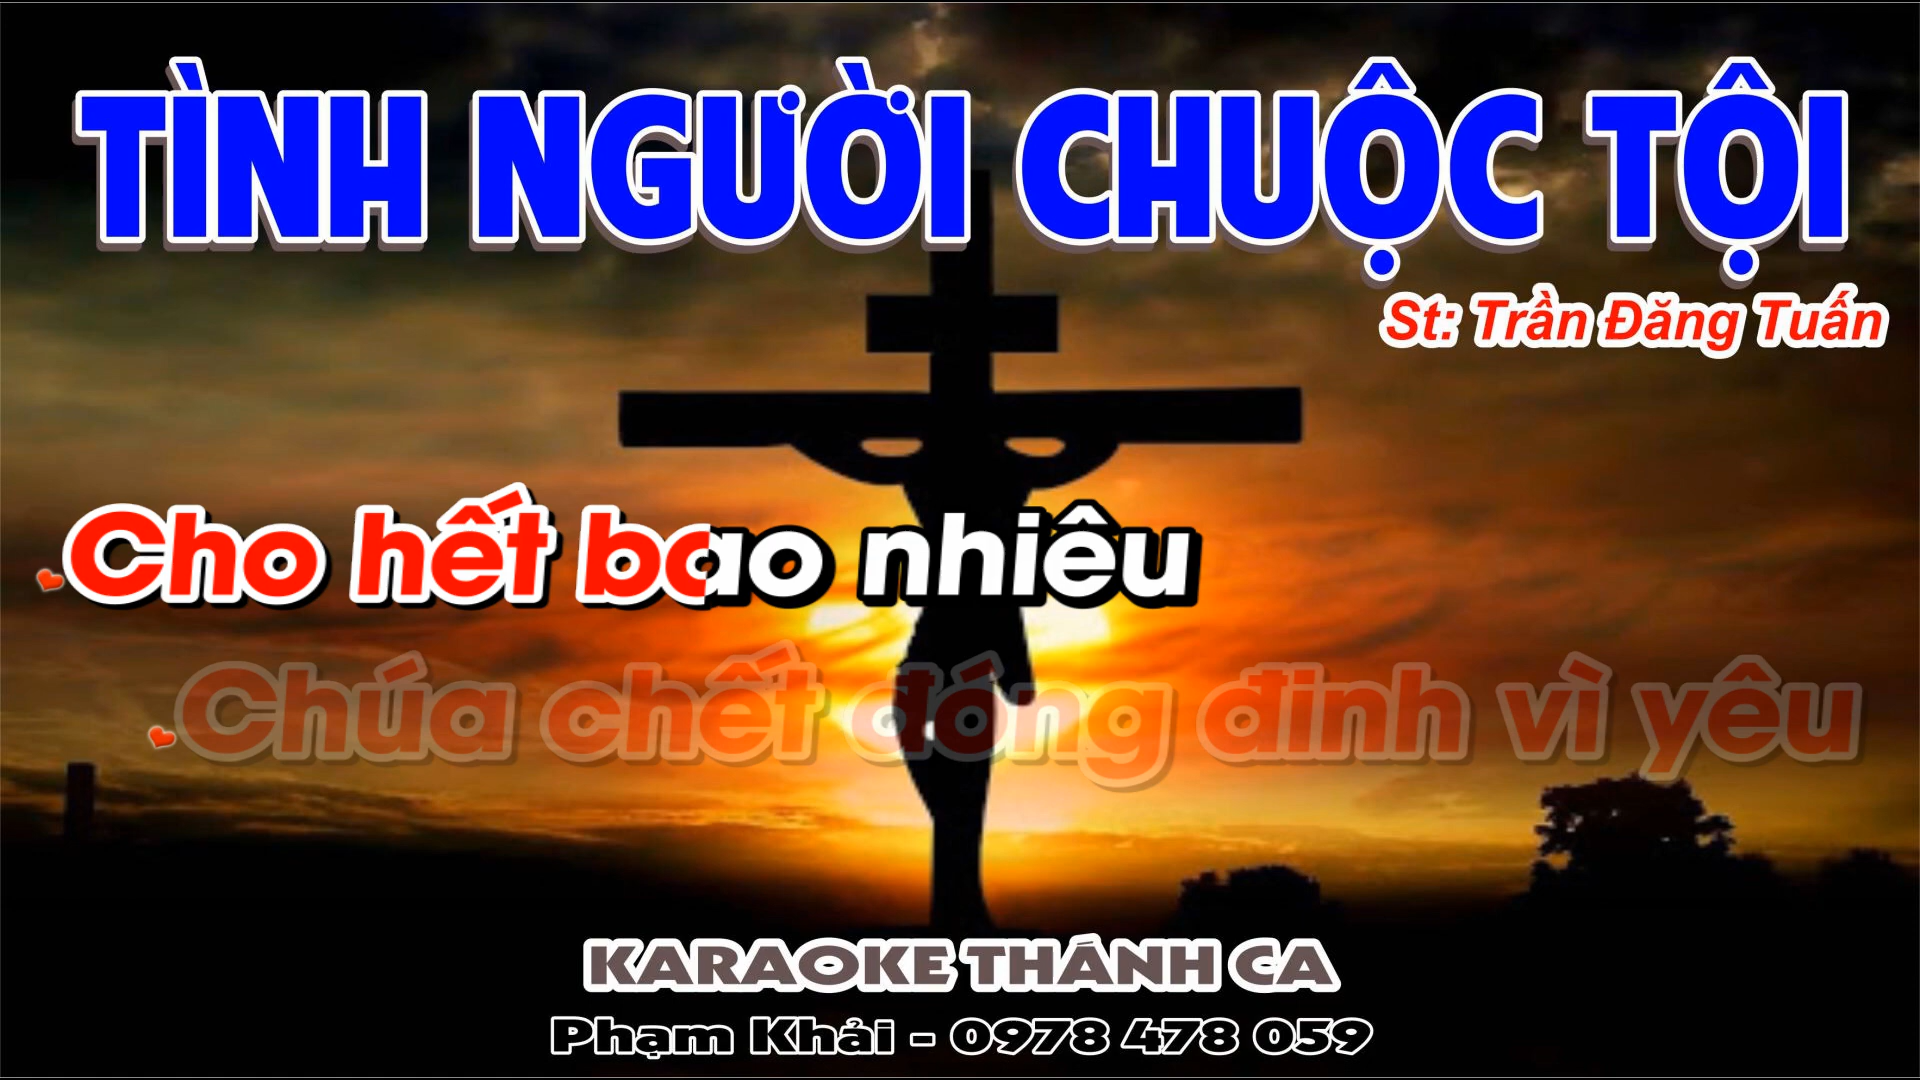 TÌNH NGƯỜI CHUỘC TỘI
St: Trần Đăng Tuấn
Cho hết bao nhiêu
Chúa chết đóng đinh vì yêu
KARAOKE THÁNH CA
Phạm Khải - 0978 478 059